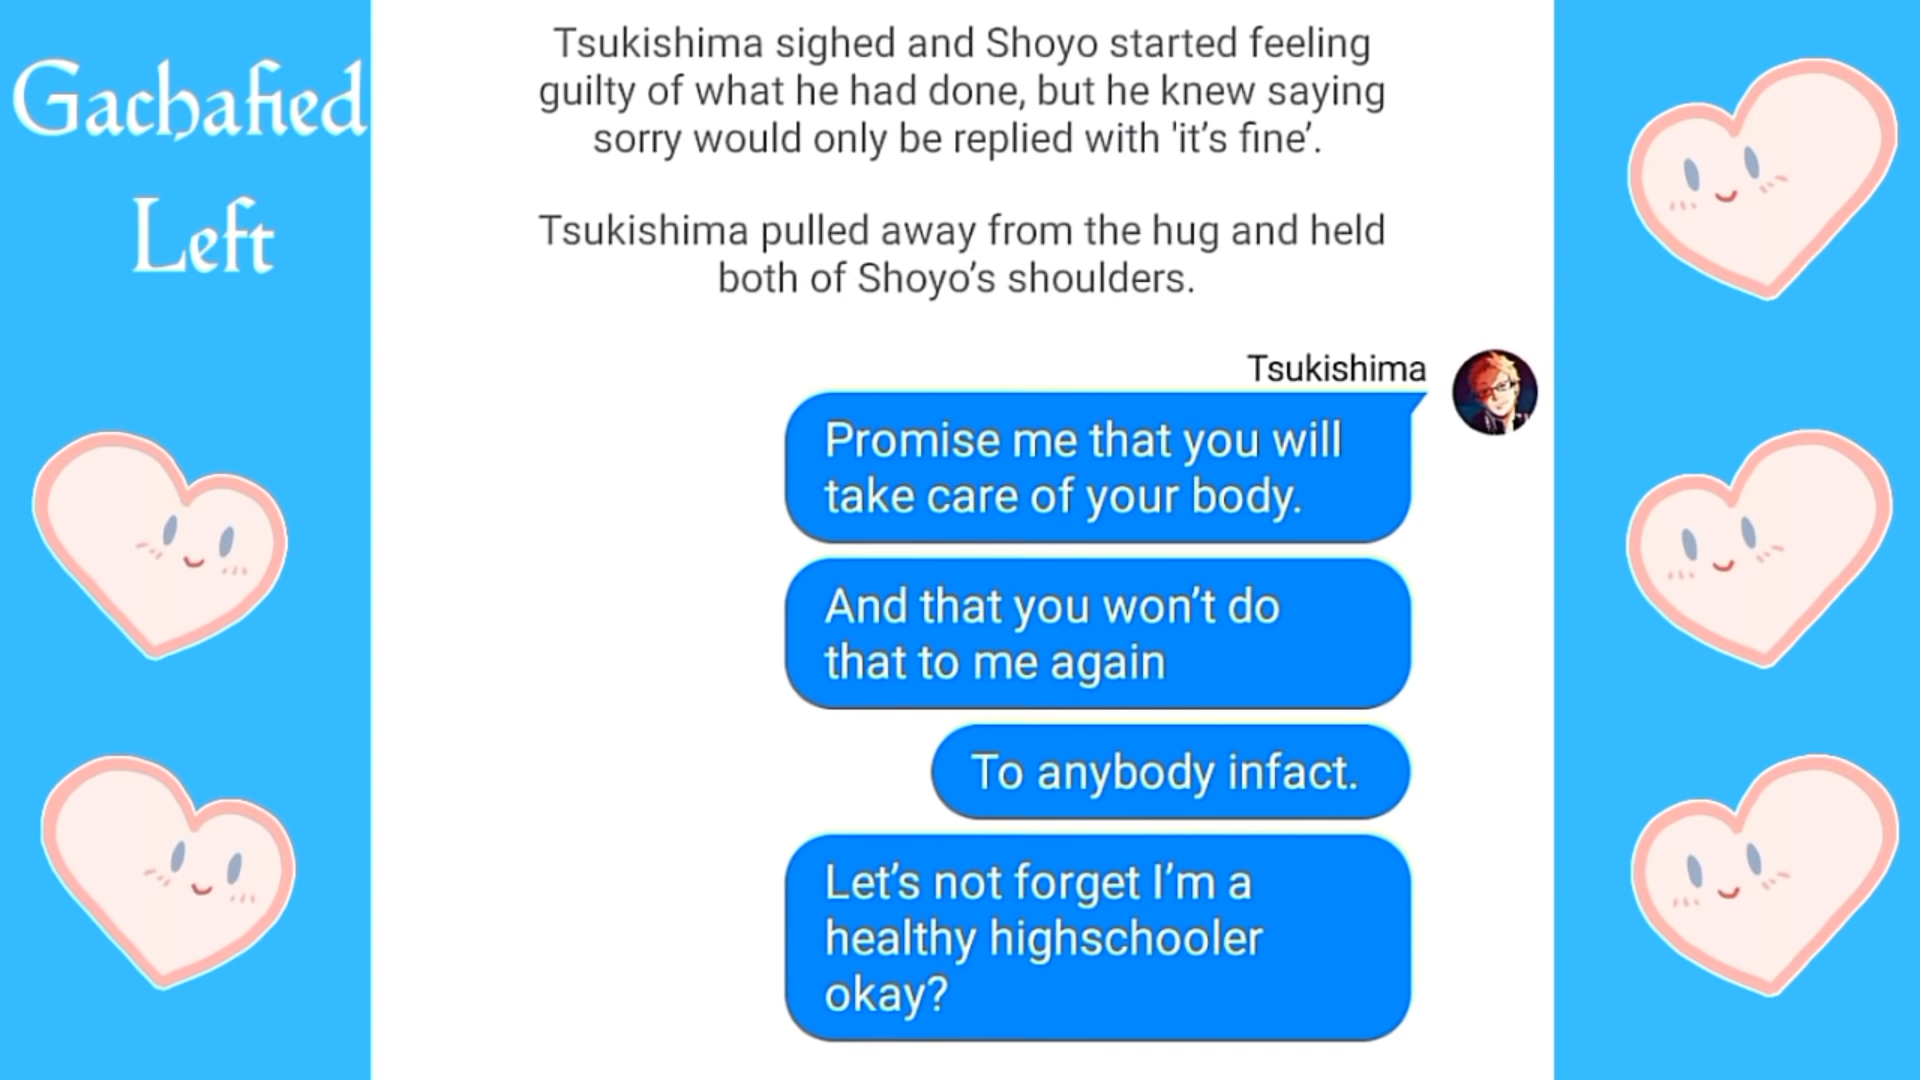 Gachafied
Left
Tsukishima sighed and Shoyo started feeling
guilty of what he had done, but he knew saying
sorry would only be replied with 'it’s fine’.
Tsukishima pulled away from the hug and held
both of Shoyo’s shoulders.
Tsukishima
Promise me that you will
take care of your body.
And that you won’t do
that to me again
To anybody infact.
Let’s not forget I’m a
healthy highschooler
okay?